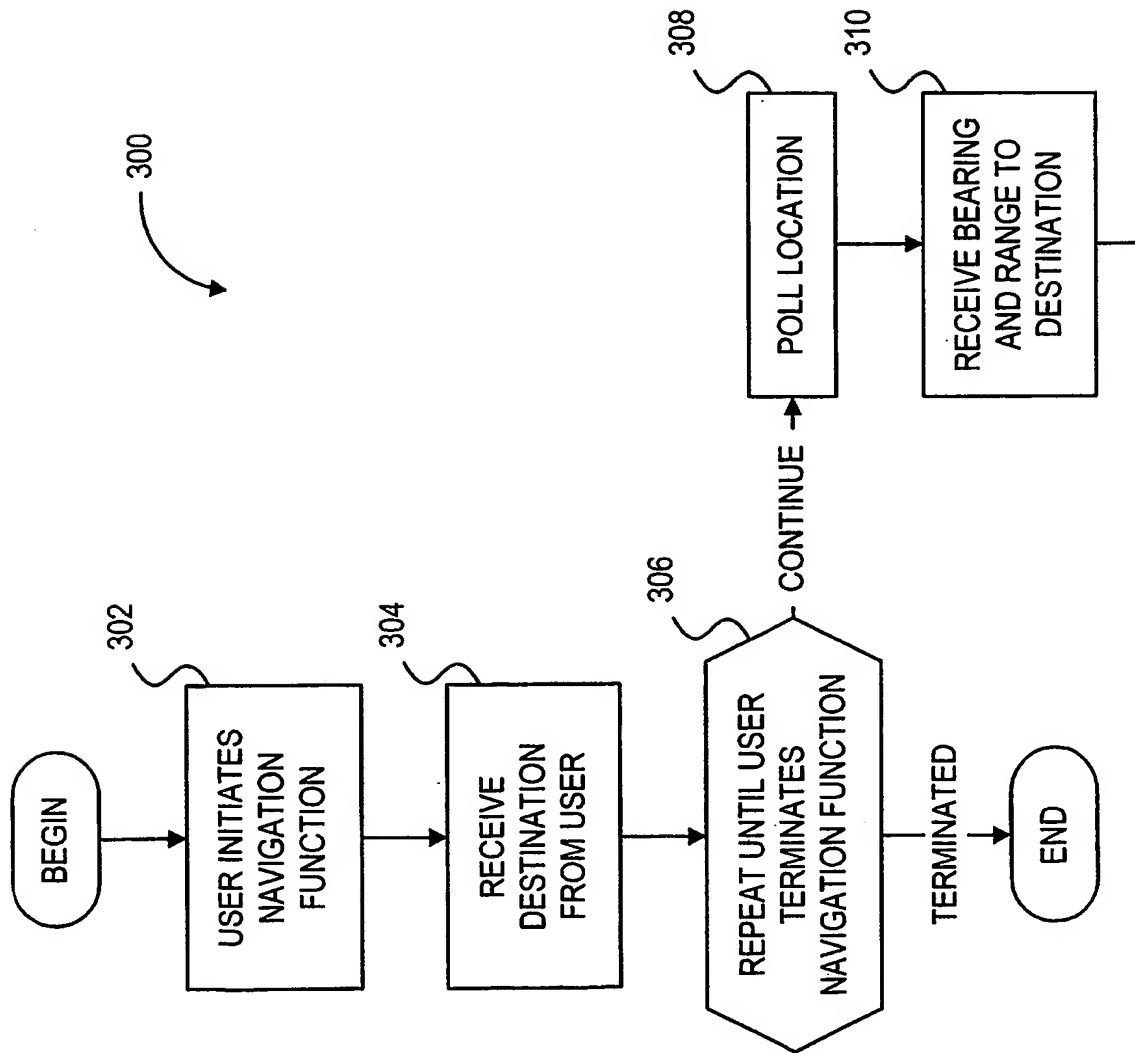 300
BEGIN
302
USER INITIATES
NAVIGATION
FUNCTION
304
RECEIVE
DESTINATION
FROM USER
306
REPEAT UNTIL USER
TERMINATES
NAVIGATION FUNCTION
CONTINUE
308
POLL LOCATION
310
RECEIVE BEARING
AND RANGE TO
DESTINATION
TERMINATED
END